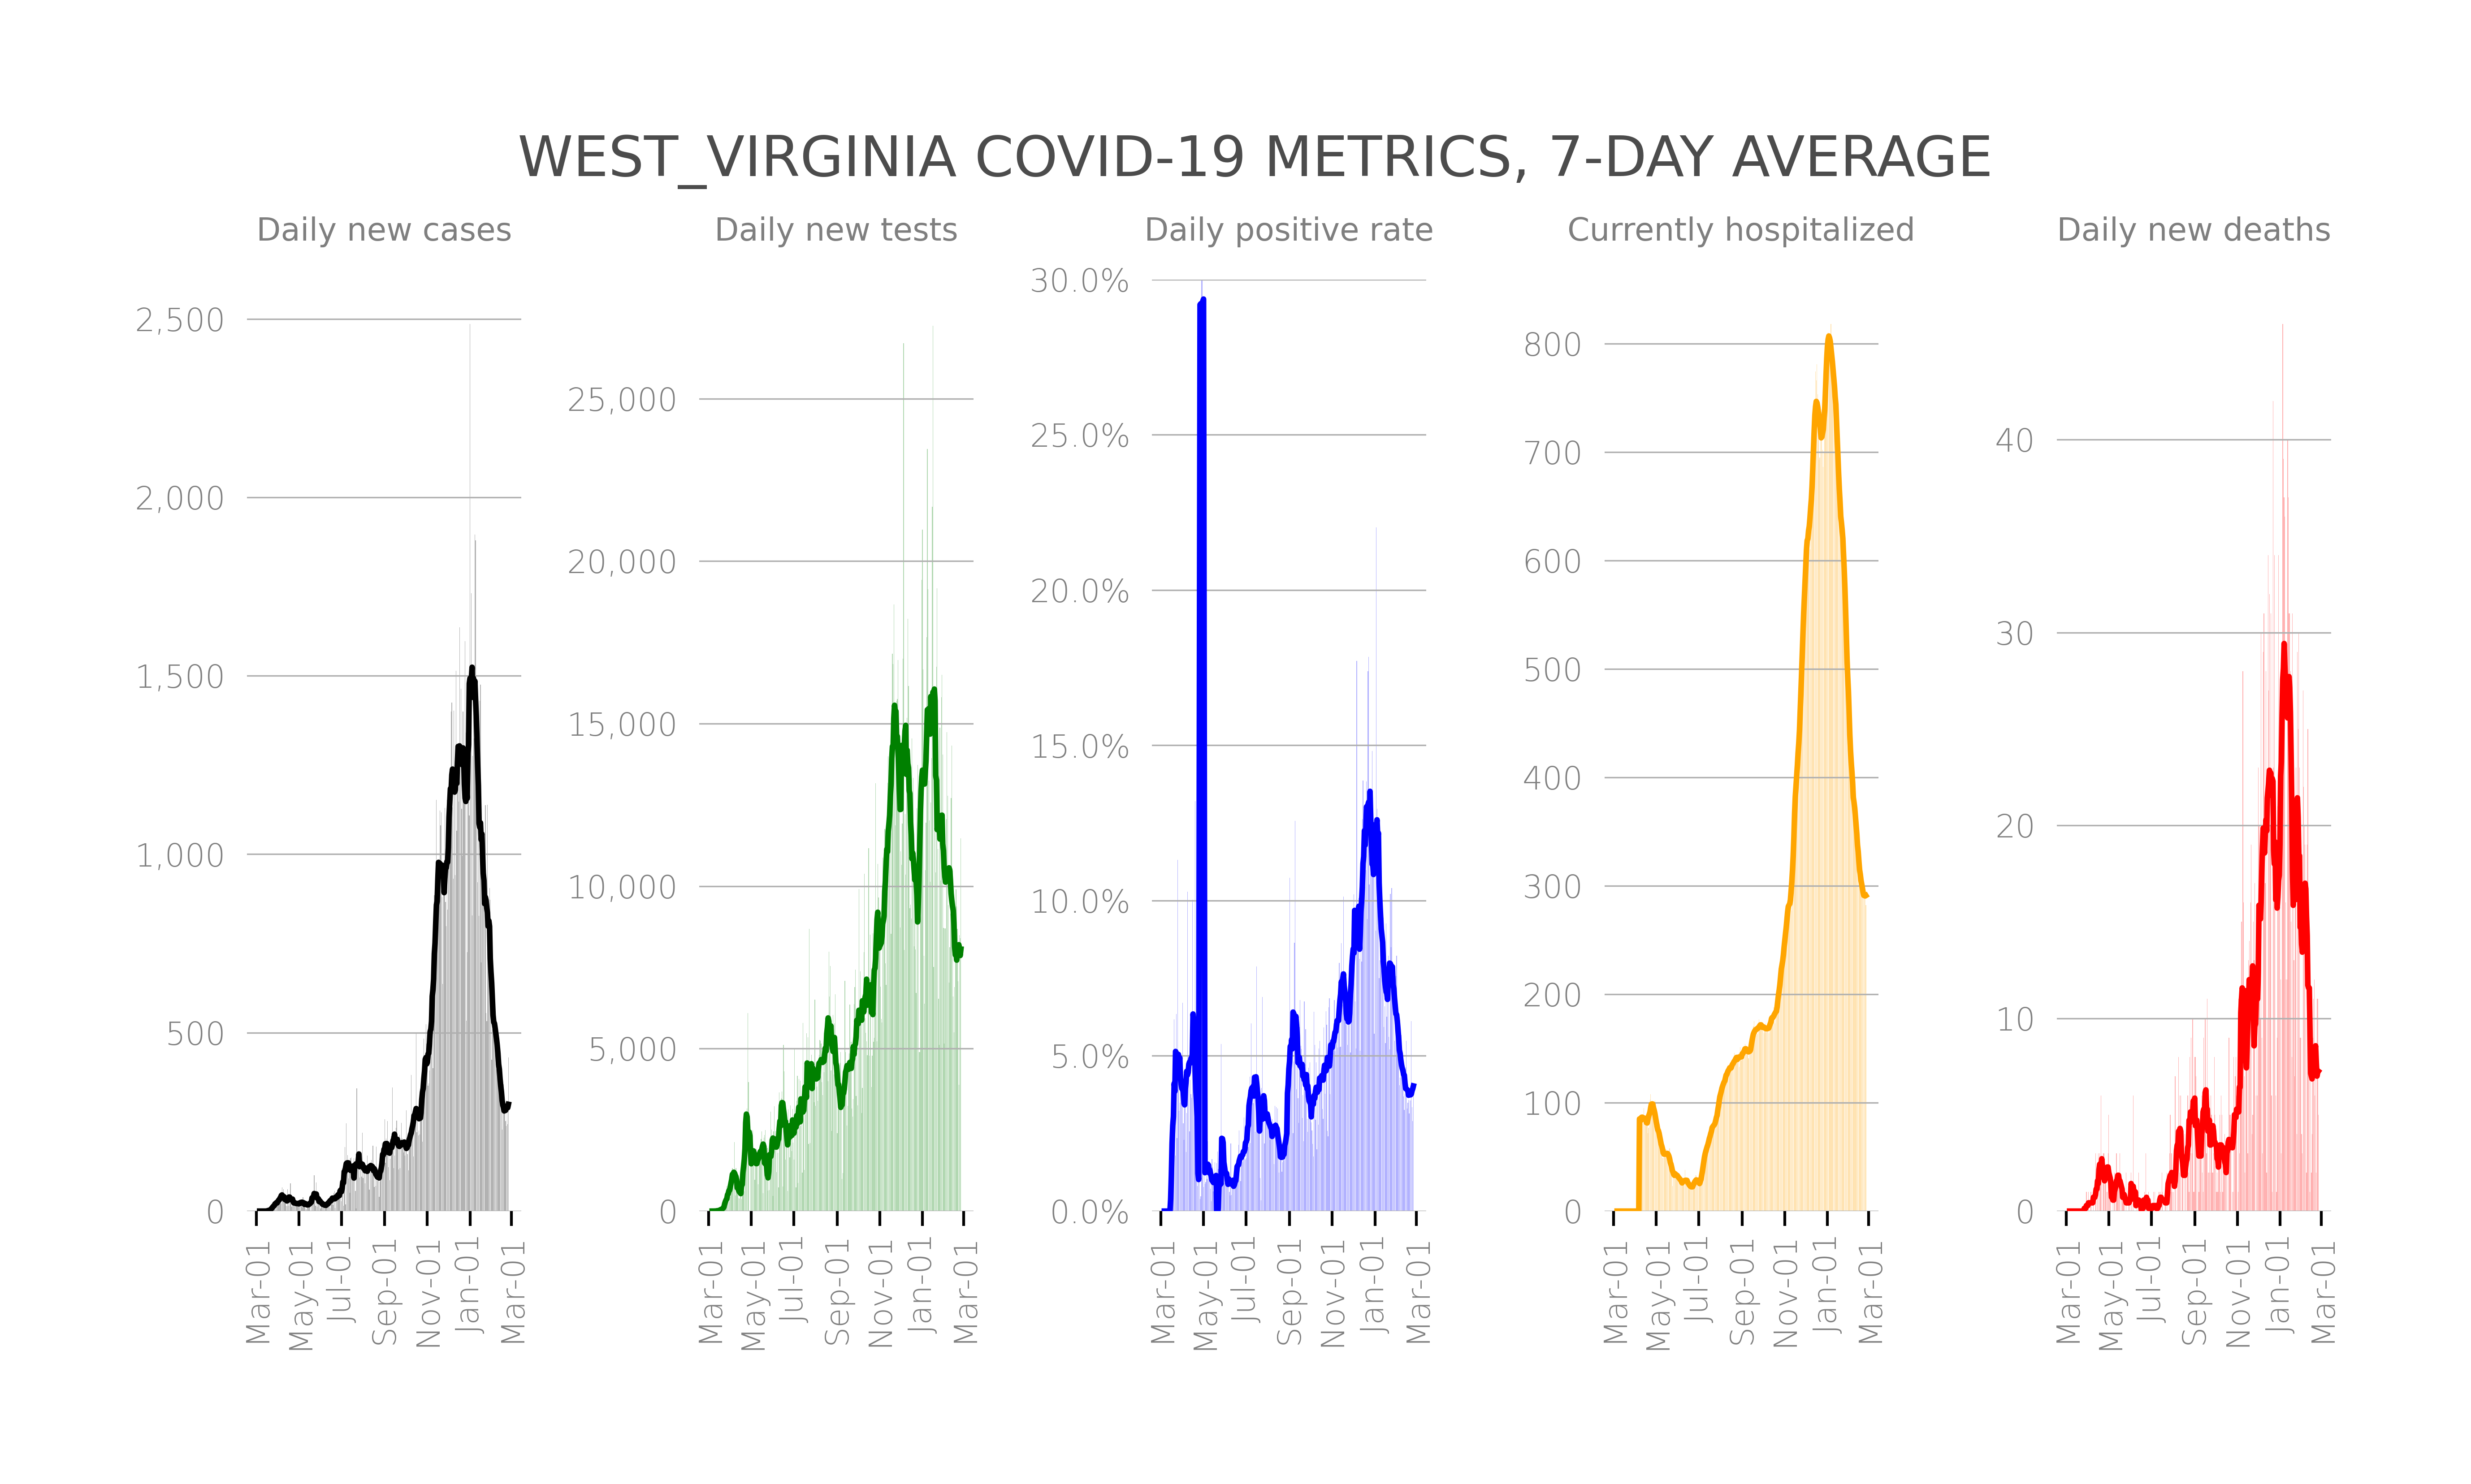 WEST_VIRGINIA COVID-19 METRICS, 7-DAY AVERAGE
Daily new cases
2,500
2,000
1,500
1,000
500
0
Mar-01
May-01
Jul-01
Sep-01
Nov-01
Jan-01
Mar-01
Daily new tests
25,000
20,000
15,000
10,000
5,000
0
Mar-01
May-01
Jul-01
Sep-01
Nov-01
Jan-01
Mar-01
Daily positive rate
30.0%
25.0%
20.0%
15.0%
10.0%
5.0%
0.0%
Mar-01
May-01
Jul-01
Sep-01
Nov-01
Jan-01
Mar-01
Currently hospitalized
800
700
600
500
400
300
200
100
0
Mar-01
May-01
Jul-01
Sep-01
Nov-01
Jan-01
Mar-01
Daily new deaths
40
30
20
10
0
Mar-01
May-01
Jul-01
Sep-01
Nov-01
Jan-01
Mar-01